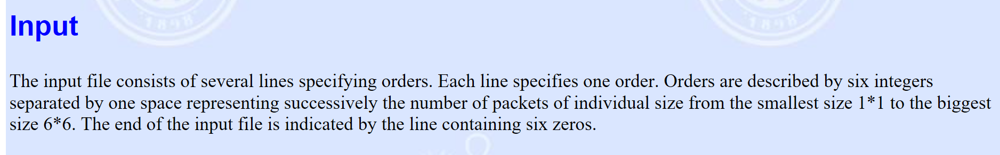 1898
1898
Input
The input file consists of several lines specifying orders. Each line specifies one order. Orders are described by six integers
separated by one space representing successively the number of packets of individual size from the smallest size 1*1 to the biggest
size 6*6. The end of the input file is indicated by the line containing six zeros.